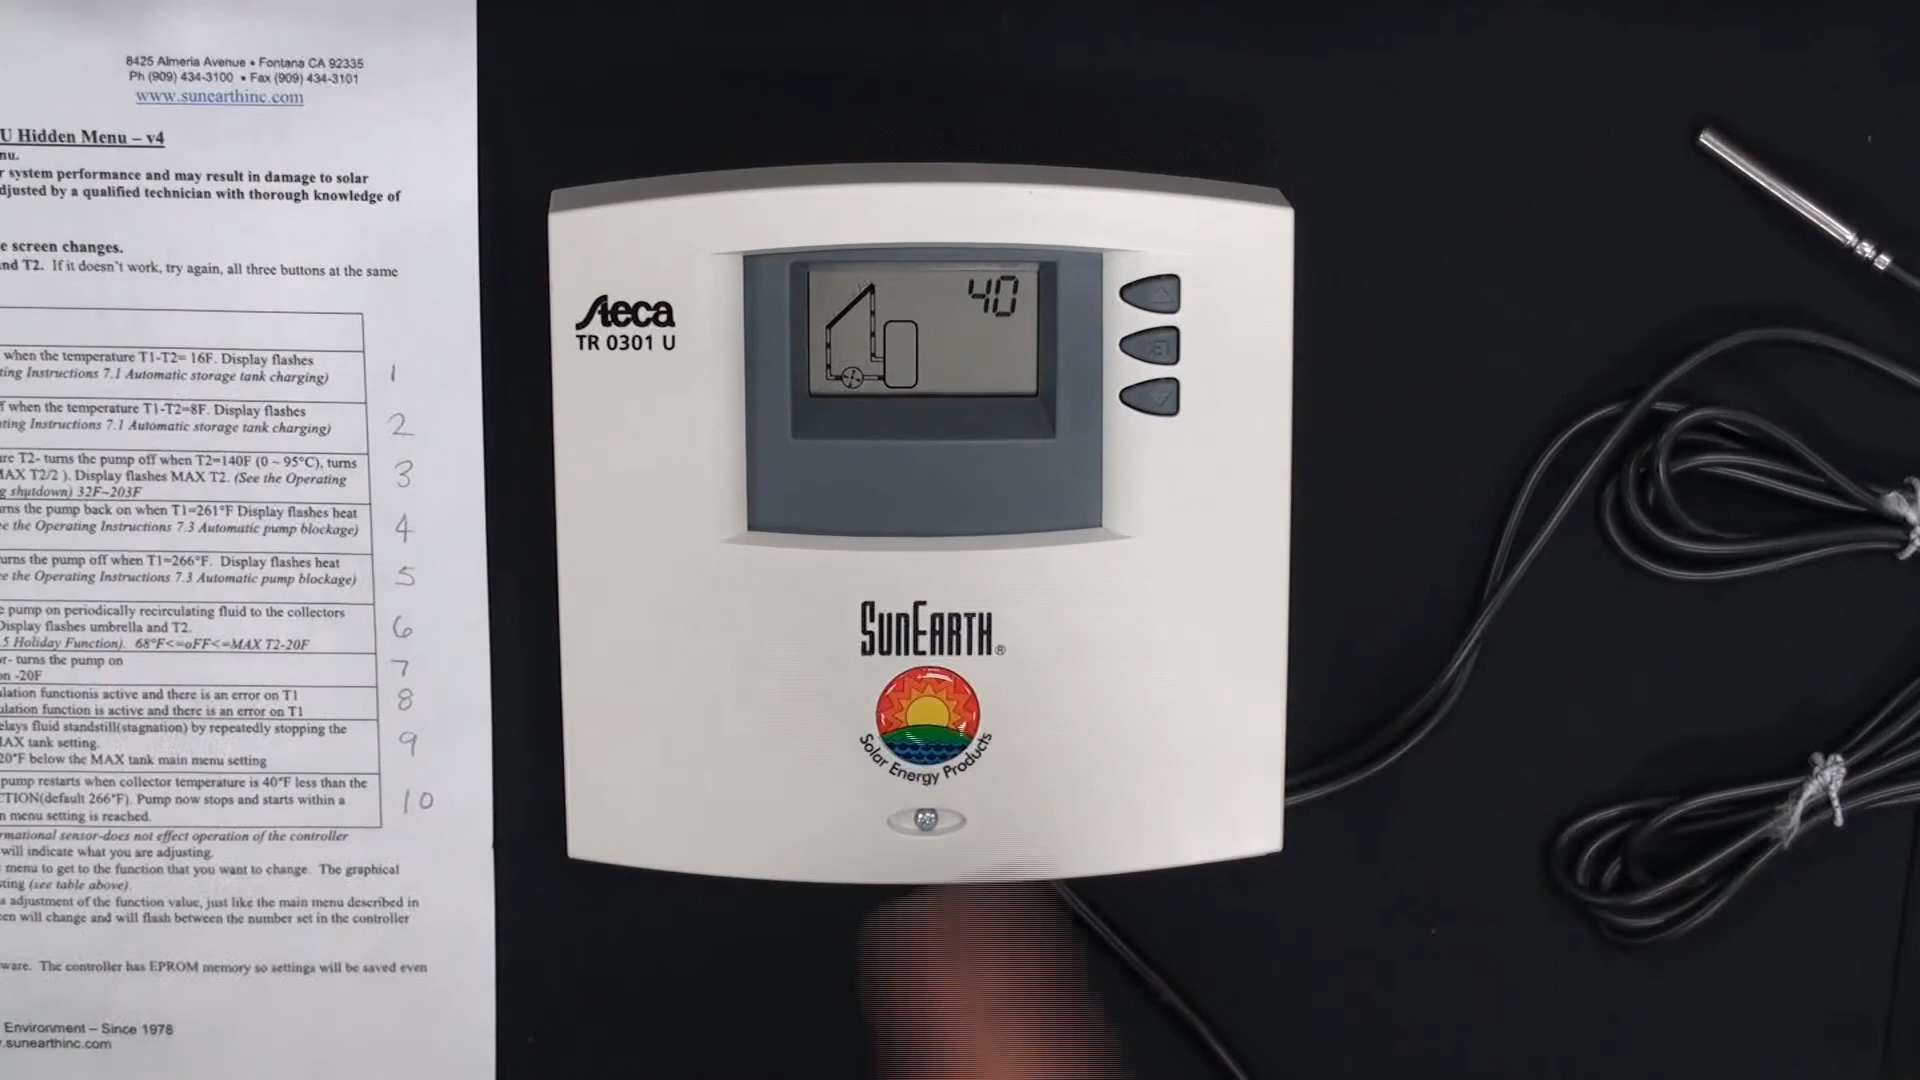 8425 Almeria Avenue • Fontana CA 92335
Ph (909) 434-3100 • Fax (909) 434-3101
www.sunearthinc.com
U Hidden Menu – v4
nu.
r system performance and may result in damage to solar
djusted by a qualified technician with thorough knowledge of
e screen changes.
nd T2. If it doesn't work, try again, all three buttons at the same
when the temperature T1-T2= 16F. Display flashes
ting Instructions 7.1 Automatic storage tank charging)
1
f when the temperature T1-T2=8F. Display flashes
ting Instructions 7.1 Automatic storage tank charging)
2
re T2- turns the pump off when T2=140F (0 ~ 95°C), turns
MAX T2/2 ). Display flashes MAX T2. (See the Operating
g shutdown) 32F~203F
3
urns the pump back on when T1=261°F Display flashes heat
e the Operating Instructions 7.3 Automatic pump blockage)
4
turns the pump off when T1=266°F. Display flashes heat
e the Operating Instructions 7.3 Automatic pump blockage)
5
e pump on periodically recirculating fluid to the collectors
Display flashes umbrella and T2.
5 Holiday Function). 68°F<=oFF<=MAX T2-20F
6
r- turns the pump on
on -20F
7
lation functionis active and there is an error on T1
ulation function is active and there is an error on T1
8
elays fluid standstill(stagnation) by repeatedly stopping the
MAX tank setting.
20°F below the MAX tank main menu setting
9
pump restarts when collector temperature is 40°F less than the
CTION(default 266°F). Pump now stops and starts within a
n menu setting is reached.
10
rmational sensor-does not effect operation of the controller
will indicate what you are adjusting.
menu to get to the function that you want to change. The graphical
sting (see table above).
s adjustment of the function value, just like the main menu described in
een will change and will flash between the number set in the controller
ware. The controller has EPROM memory so settings will be saved even
Environment – Since 1978
.sunearthinc.com
Steca
TR 0301 U
40
SET
SUNEARTH®
Solar Energy Products